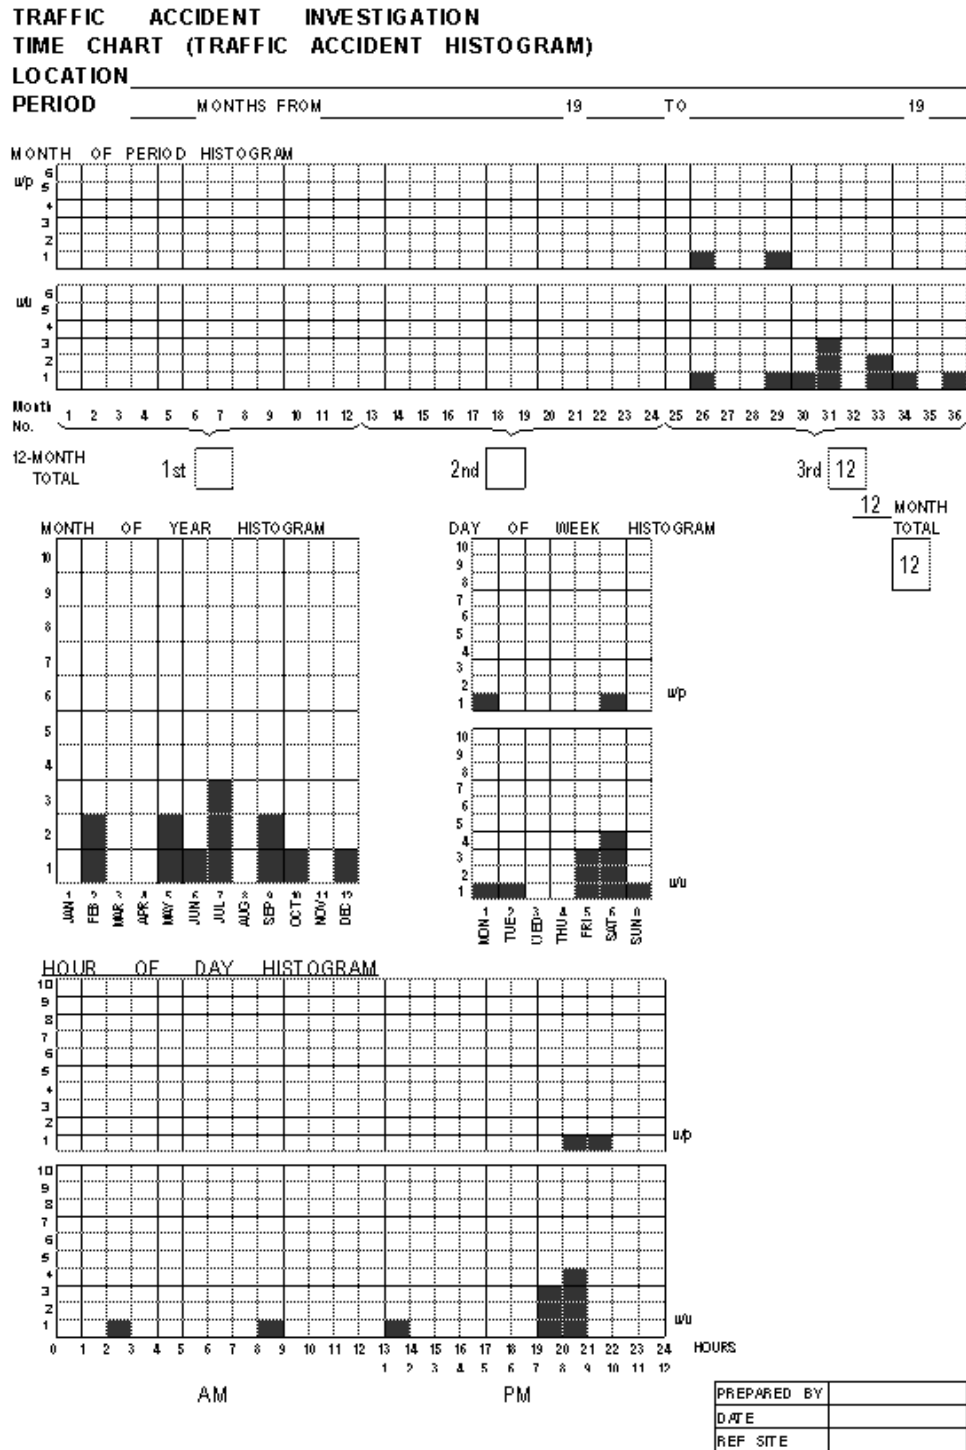 TRAFFIC ACCIDENT INVESTIGATION
TIME CHART (TRAFFIC ACCIDENT HISTOGRAM)
LOCATION
PERIOD MONTHS FROM 19 TO 19
MONTH OF PERIOD HISTOGRAM
v/p
6
5
4
3
2
1
v/v
6
5
4
3
2
1
Month No. 1 2 3 4 5 6 7 8 9 10 11 12 13 14 15 16 17 18 19 20 21 22 23 24 25 26 27 28 29 30 31 32 33 34 35 36
12-MONTH TOTAL 1st 2nd 3rd 12
12 MONTH TOTAL
12
MONTH OF YEAR HISTOGRAM
10
9
8
7
6
5
4
3
2
1
JAN 1 FEB 2 MAR 3 APR 4 MAY 5 JUN 6 JUL 7 AUG 8 SEP 9 OCT 10 NOV 11 DEC 12
DAY OF WEEK HISTOGRAM
10
9
8
7
6
5
4
3
2
1
v/p
10
9
8
7
6
5
4
3
2
1
v/v
MON 1 TUE 2 WED 3 THU 4 FRI 5 SAT 6 SUN 0
HOUR OF DAY HISTOGRAM
10
9
8
7
6
5
4
3
2
1
v/p
10
9
8
7
6
5
4
3
2
1
v/v
0 1 2 3 4 5 6 7 8 9 10 11 12 13 14 15 16 17 18 19 20 21 22 23 24 HOURS
1 2 3 4 5 6 7 8 9 10 11 12
AM PM
PREPARED BY
DATE
REF SITE